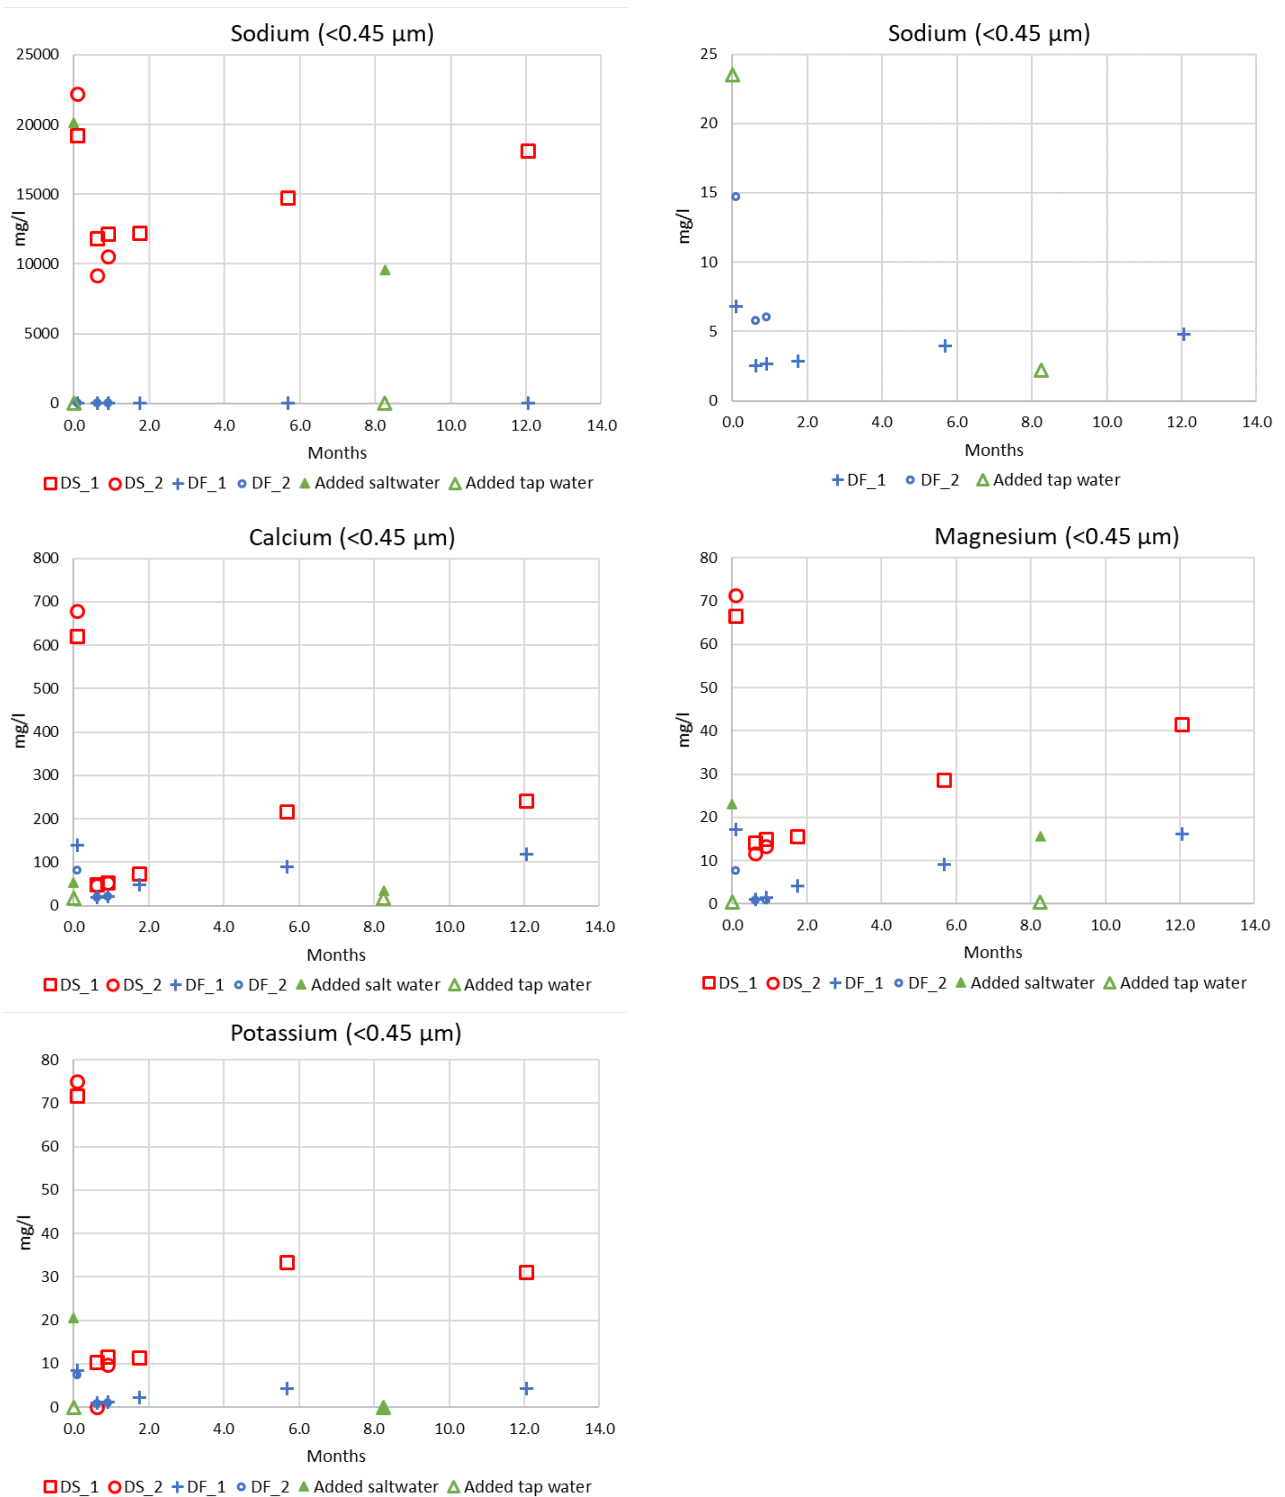 Sodium (<0.45 µm)
25000
20000
15000
10000
5000
0
mg/l
0.0 2.0 4.0 6.0 8.0 10.0 12.0 14.0
Months
DS_1 DS_2 DF_1 DF_2 Added saltwater Added tap water
Sodium (<0.45 µm)
25
20
15
10
5
0
mg/l
0.0 2.0 4.0 6.0 8.0 10.0 12.0 14.0
Months
DF_1 DF_2 Added tap water
Calcium (<0.45 µm)
800
700
600
500
400
300
200
100
0
mg/l
0.0 2.0 4.0 6.0 8.0 10.0 12.0 14.0
Months
DS_1 DS_2 DF_1 DF_2 Added salt water Added tap water
Magnesium (<0.45 µm)
80
70
60
50
40
30
20
10
0
mg/l
0.0 2.0 4.0 6.0 8.0 10.0 12.0 14.0
Months
DS_1 DS_2 DF_1 DF_2 Added saltwater Added tap water
Potassium (<0.45 µm)
80
70
60
50
40
30
20
10
0
mg/l
0.0 2.0 4.0 6.0 8.0 10.0 12.0 14.0
Months
DS_1 DS_2 DF_1 DF_2 Added saltwater Added tap water